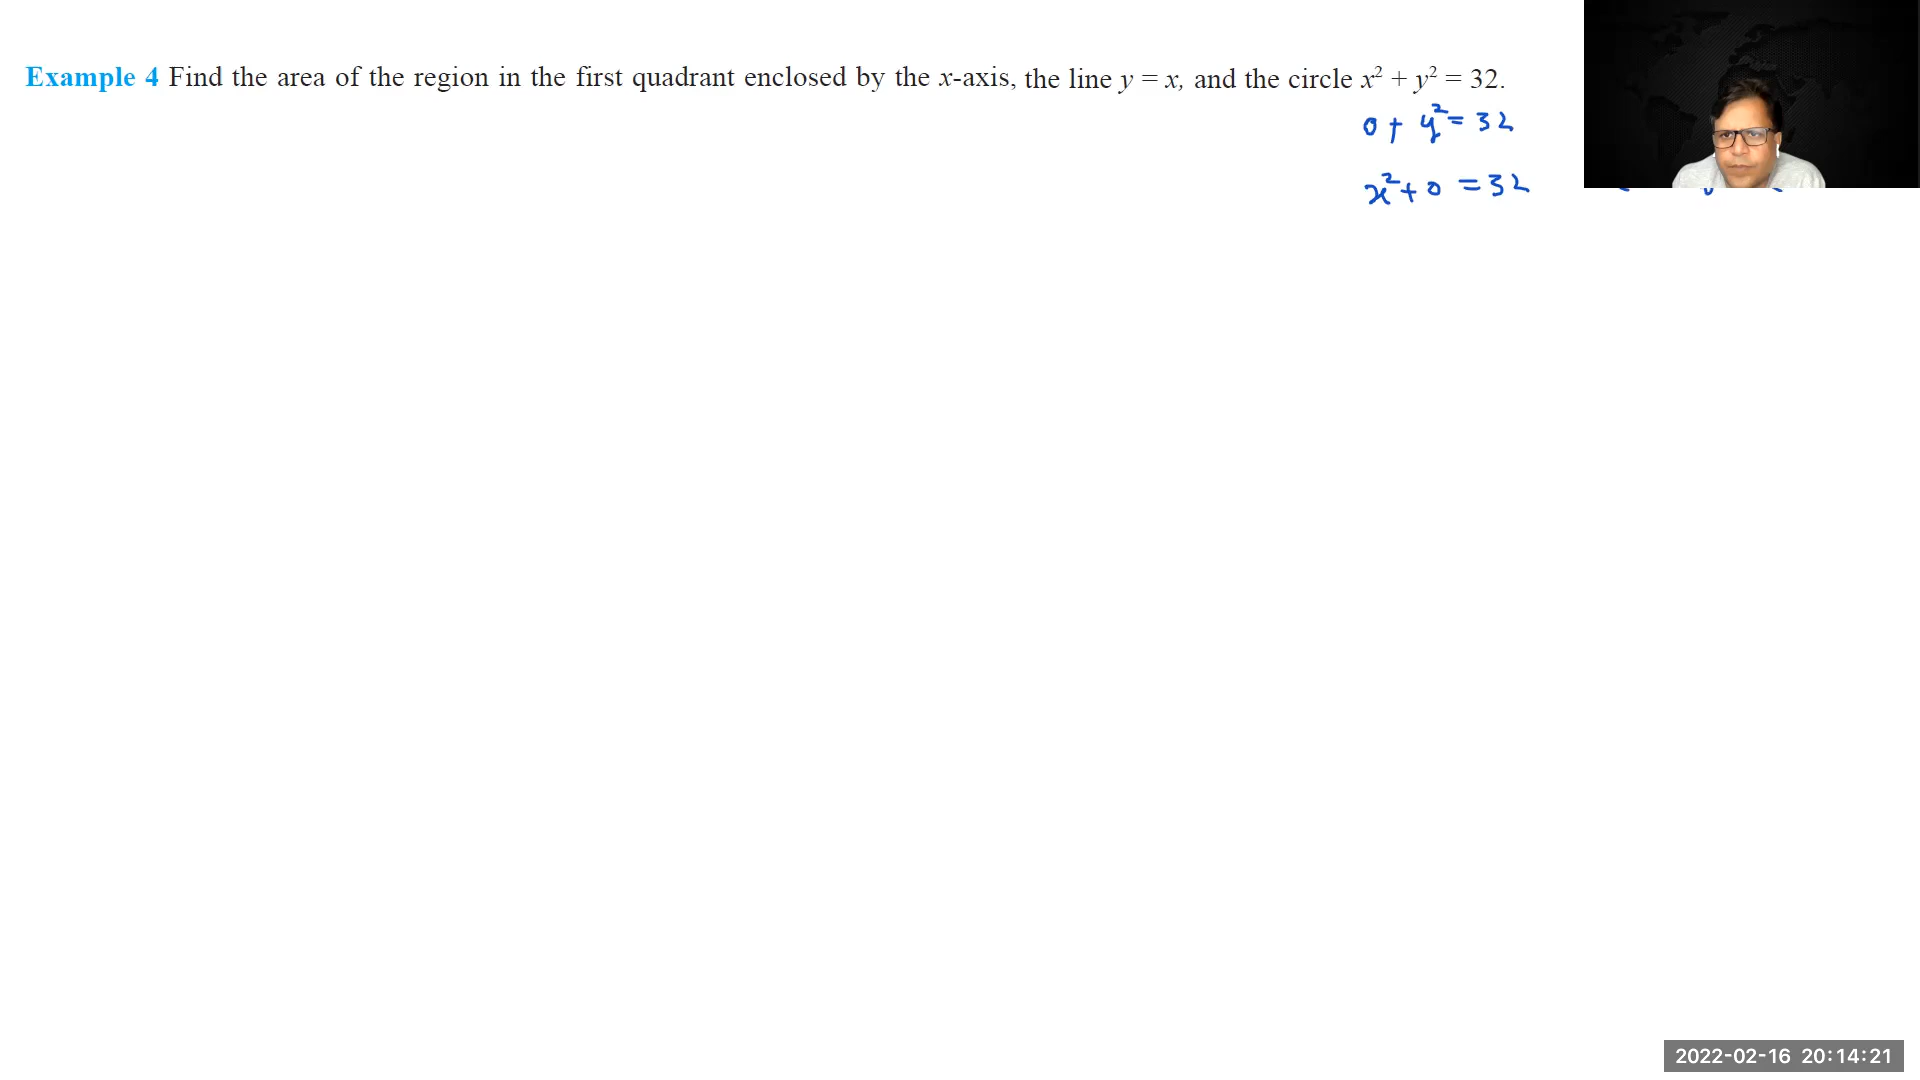 Example 4 Find the area of the region in the first quadrant enclosed by the x-axis, the line y = x, and the circle x² + y² = 32.
0 + y² = 32
x² + 0 = 32
2022-02-16 20:14:21